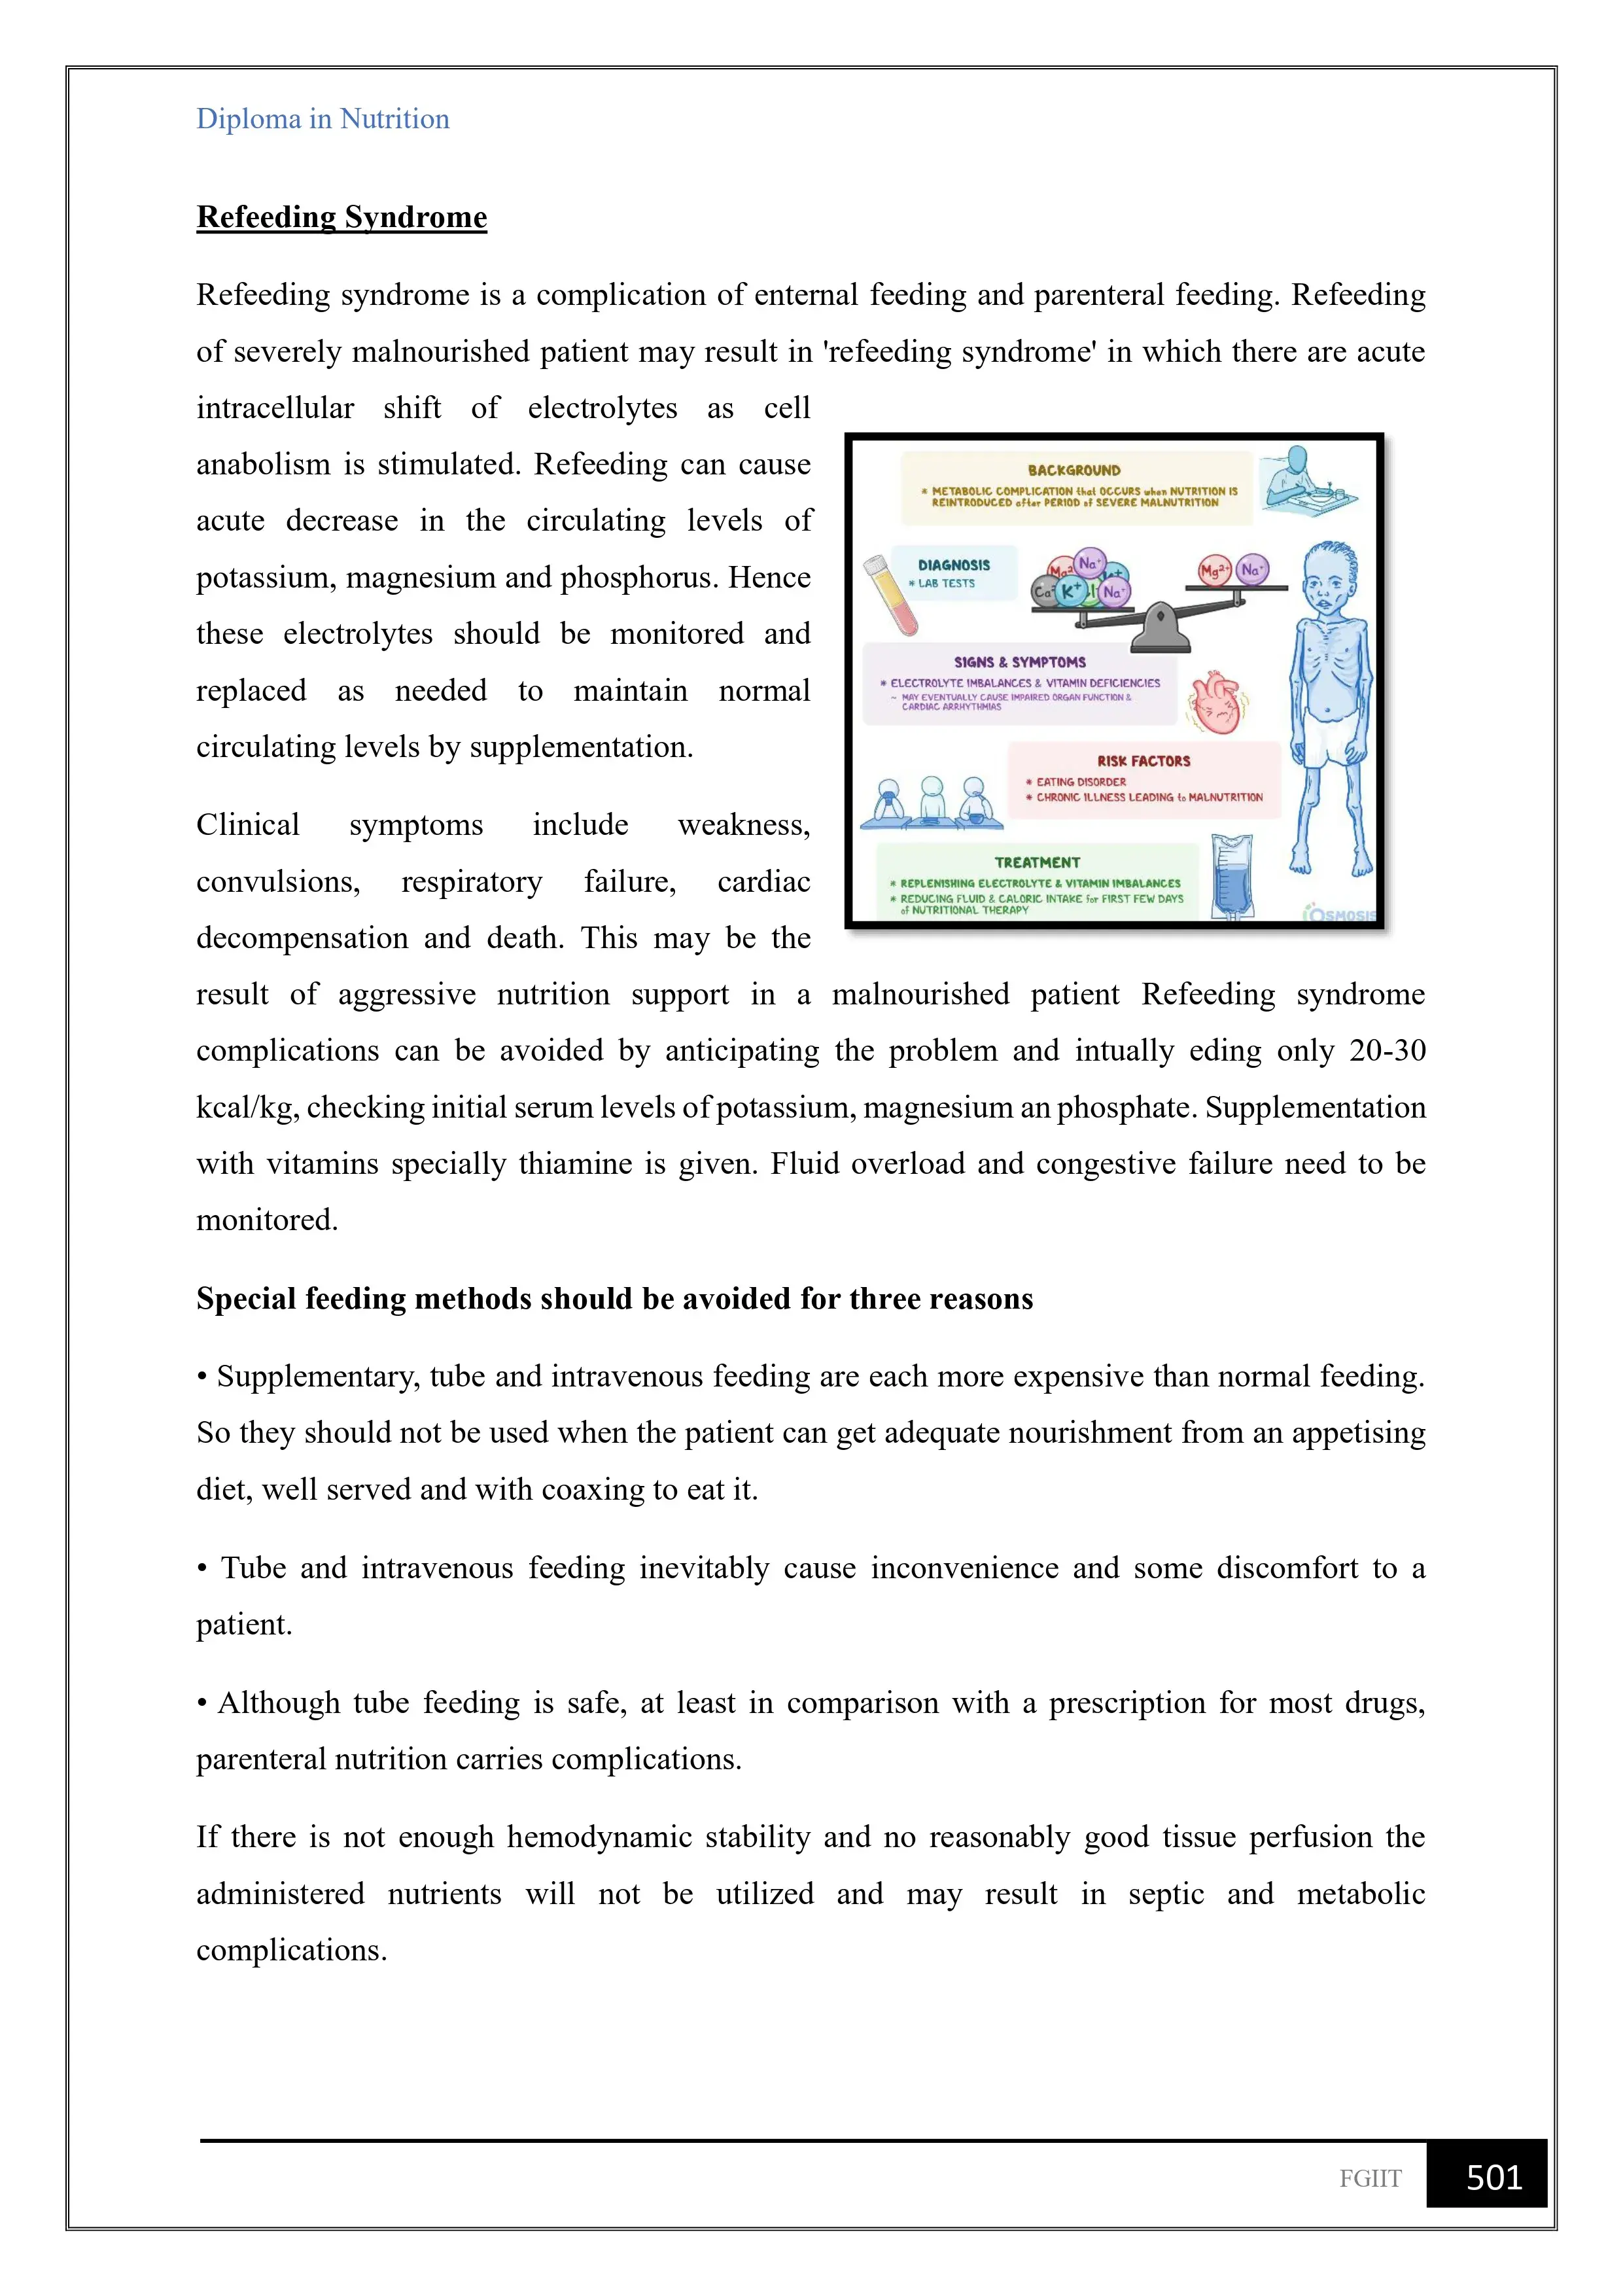 Diploma in Nutrition
Refeeding Syndrome
Refeeding syndrome is a complication of enternal feeding and parenteral feeding. Refeeding
of severely malnourished patient may result in 'refeeding syndrome' in which there are acute
intracellular shift of electrolytes as cell
anabolism is stimulated. Refeeding can cause
acute decrease in the circulating levels of
potassium, magnesium and phosphorus. Hence
these electrolytes should be monitored and
replaced as needed to maintain normal
circulating levels by supplementation.
Clinical symptoms include weakness,
convulsions, respiratory failure, cardiac
decompensation and death. This may be the
BACKGROUND
* METABOLIC COMPLICATION that OCCURS when NUTRITION IS
REINTRODUCED after PERIOD of SEVERE MALNUTRITION
DIAGNOSIS
* LAB TESTS
Na+
Ca2
K+
Na+
Mg2+
Na+
SIGNS & SYMPTOMS
* ELECTROLYTE IMBALANCES & VITAMIN DEFICIENCIES
~ MAY EVENTUALLY CAUSE IMPAIRED ORGAN FUNCTION &
CARDIAC ARRHYTHMIAS
RISK FACTORS
* EATING DISORDER
* CHRONIC ILLNESS LEADING to MALNUTRITION
TREATMENT
* REPLENISHING ELECTROLYTE & VITAMIN IMBALANCES
* REDUCING FLUID & CALORIC INTAKE for FIRST FEW DAYS
of NUTRITIONAL THERAPY
OSMOSIS
result of aggressive nutrition support in a malnourished patient Refeeding syndrome
complications can be avoided by anticipating the problem and intually eding only 20-30
kcal/kg, checking initial serum levels of potassium, magnesium an phosphate. Supplementation
with vitamins specially thiamine is given. Fluid overload and congestive failure need to be
monitored.
Special feeding methods should be avoided for three reasons
• Supplementary, tube and intravenous feeding are each more expensive than normal feeding.
So they should not be used when the patient can get adequate nourishment from an appetising
diet, well served and with coaxing to eat it.
• Tube and intravenous feeding inevitably cause inconvenience and some discomfort to a
patient.
• Although tube feeding is safe, at least in comparison with a prescription for most drugs,
parenteral nutrition carries complications.
If there is not enough hemodynamic stability and no reasonably good tissue perfusion the
administered nutrients will not be utilized and may result in septic and metabolic
complications.
FGIIT
501